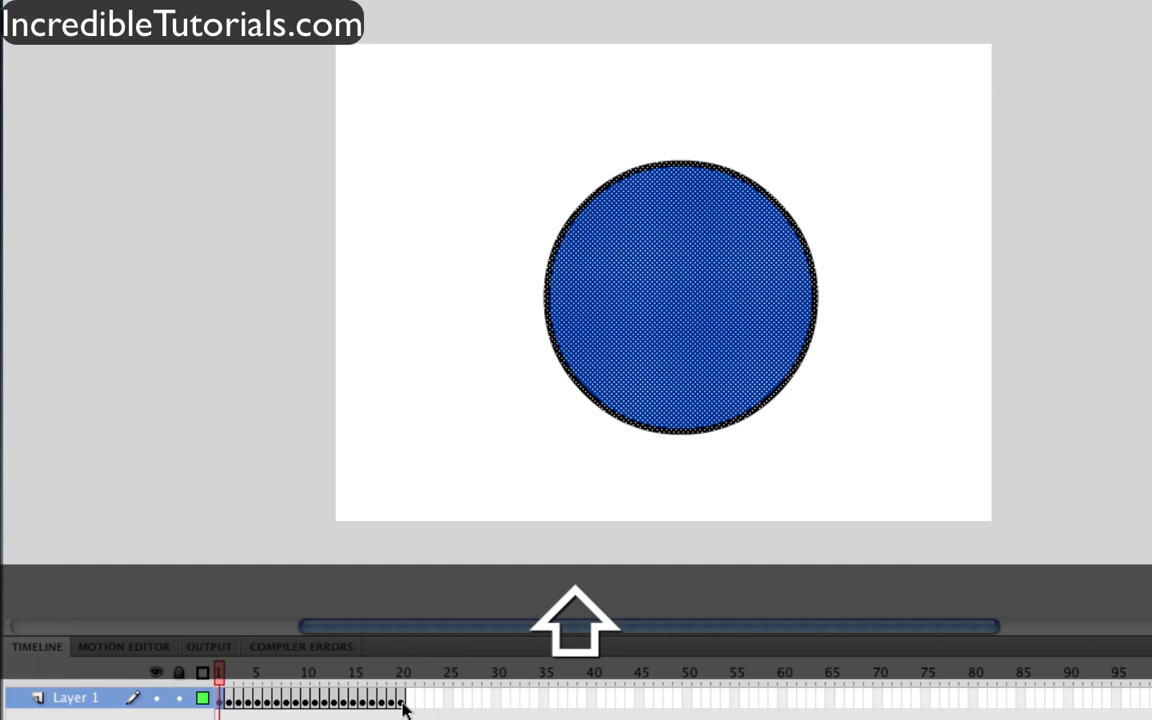 IncredibleTutorials.com
TIMELINE MOTION EDITOR OUTPUT COMPILER ERRORS
1 5 10 15 20 25 30 35 40 45 50 55 60 65 70 75 80 85 90 95
Layer 1